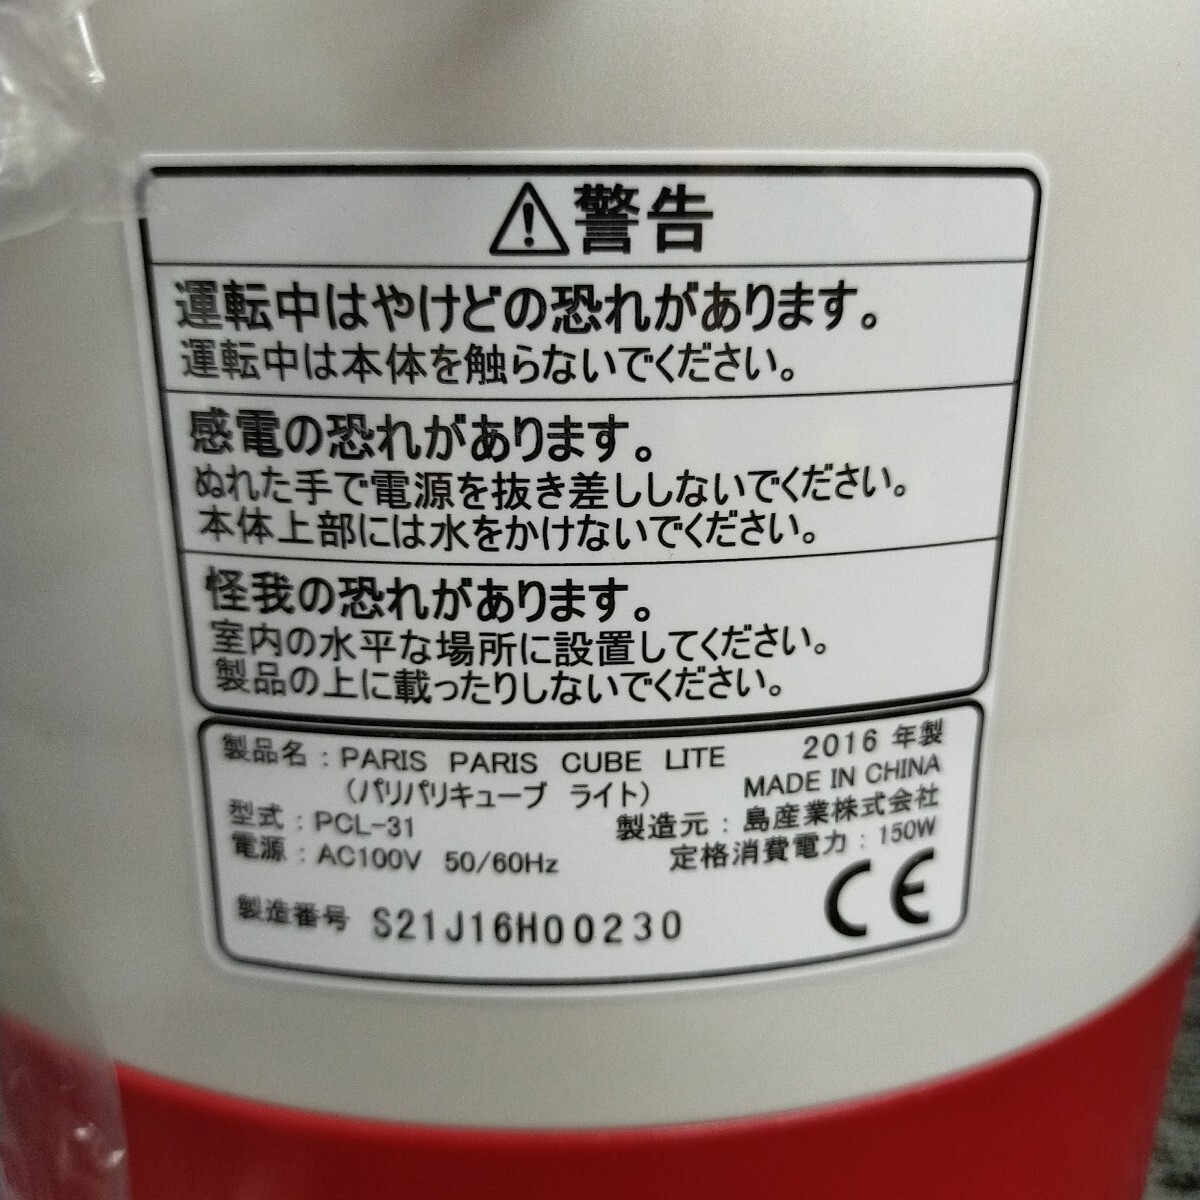 警告
運転中はやけどの恐れがあります。
運転中は本体を触らないでください。
感電の恐れがあります。
ぬれた手で電源を抜き差ししないでください。
本体上部には水をかけないでください。
怪我の恐れがあります。
室内の水平な場所に設置してください。
製品の上に載ったりしないでください。
製品名：PARIS PARIS CUBE LITE
（パリパリキューブ ライト）
型式：PCL-31
電源：AC100V 50/60Hz
2016 年製
MADE IN CHINA
製造元：島産業株式会社
定格消費電力：150W
製造番号 S21J16H00230
CE